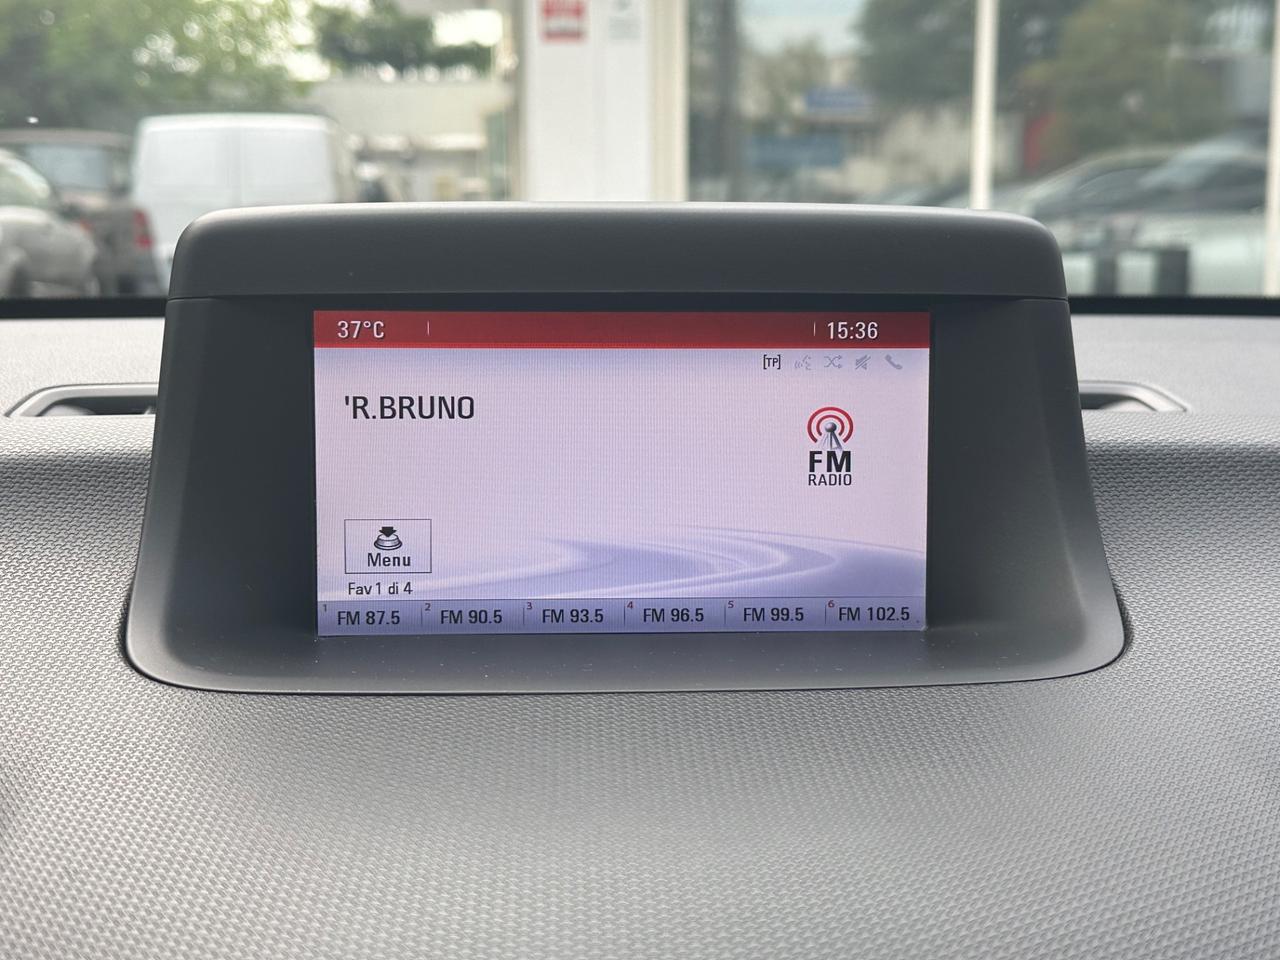 37°C 15:36
[TP]
'R.BRUNO
FM
RADIO
Menu
Fav 1 di 4
1 FM 87.5 2 FM 90.5 3 FM 93.5 4 FM 96.5 5 FM 99.5 6 FM 102.5